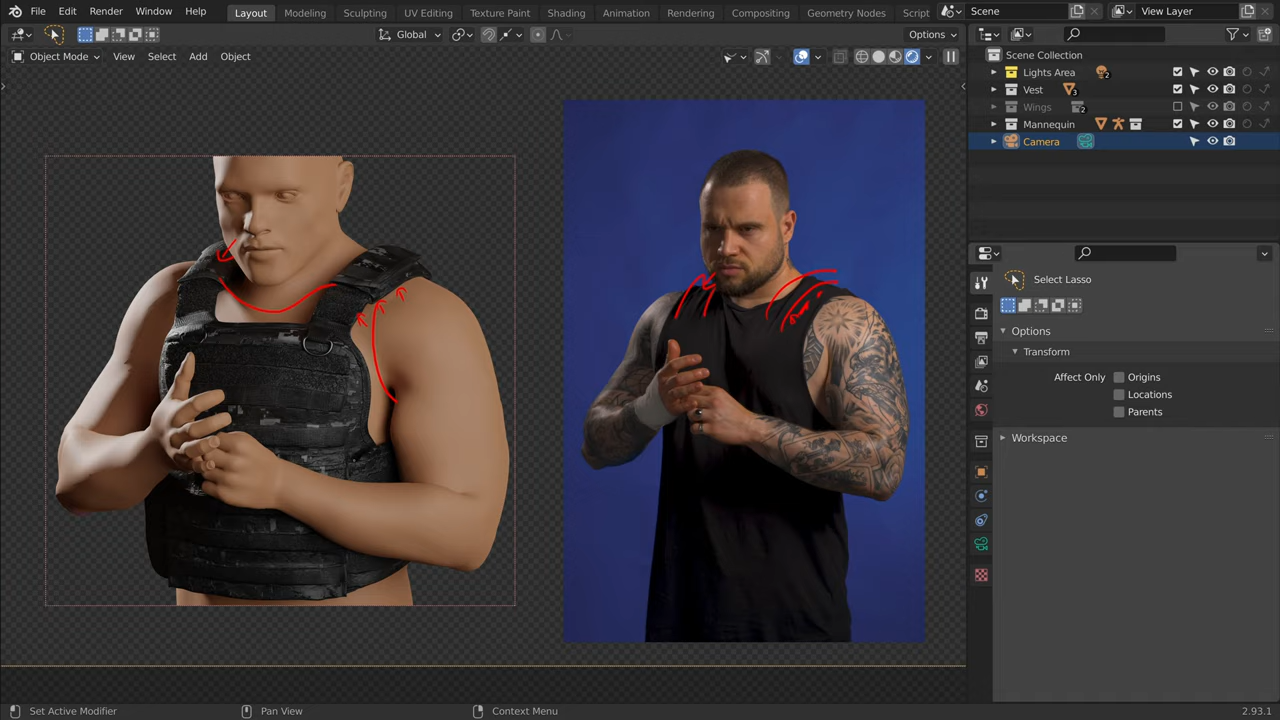 File Edit Render Window Help Layout Modeling Sculpting UV Editing Texture Paint Shading Animation Rendering Compositing Geometry Nodes Script Scene View Layer
Global Options
Object Mode View Select Add Object
Scene Collection
Lights Area 2
Vest 3
Wings 2
Mannequin
Camera
Select Lasso
Options
Transform
Affect Only Origins
Locations
Parents
Workspace
Set Active Modifier Pan View Context Menu 2.93.1